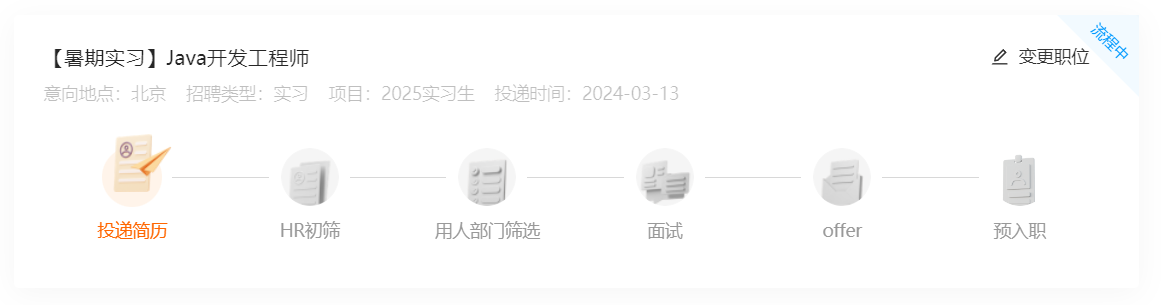 【暑期实习】Java开发工程师
变更职位
流程中
意向地点：北京 招聘类型：实习 项目：2025实习生 投递时间：2024-03-13
投递简历
HR初筛
用人部门筛选
面试
offer
预入职